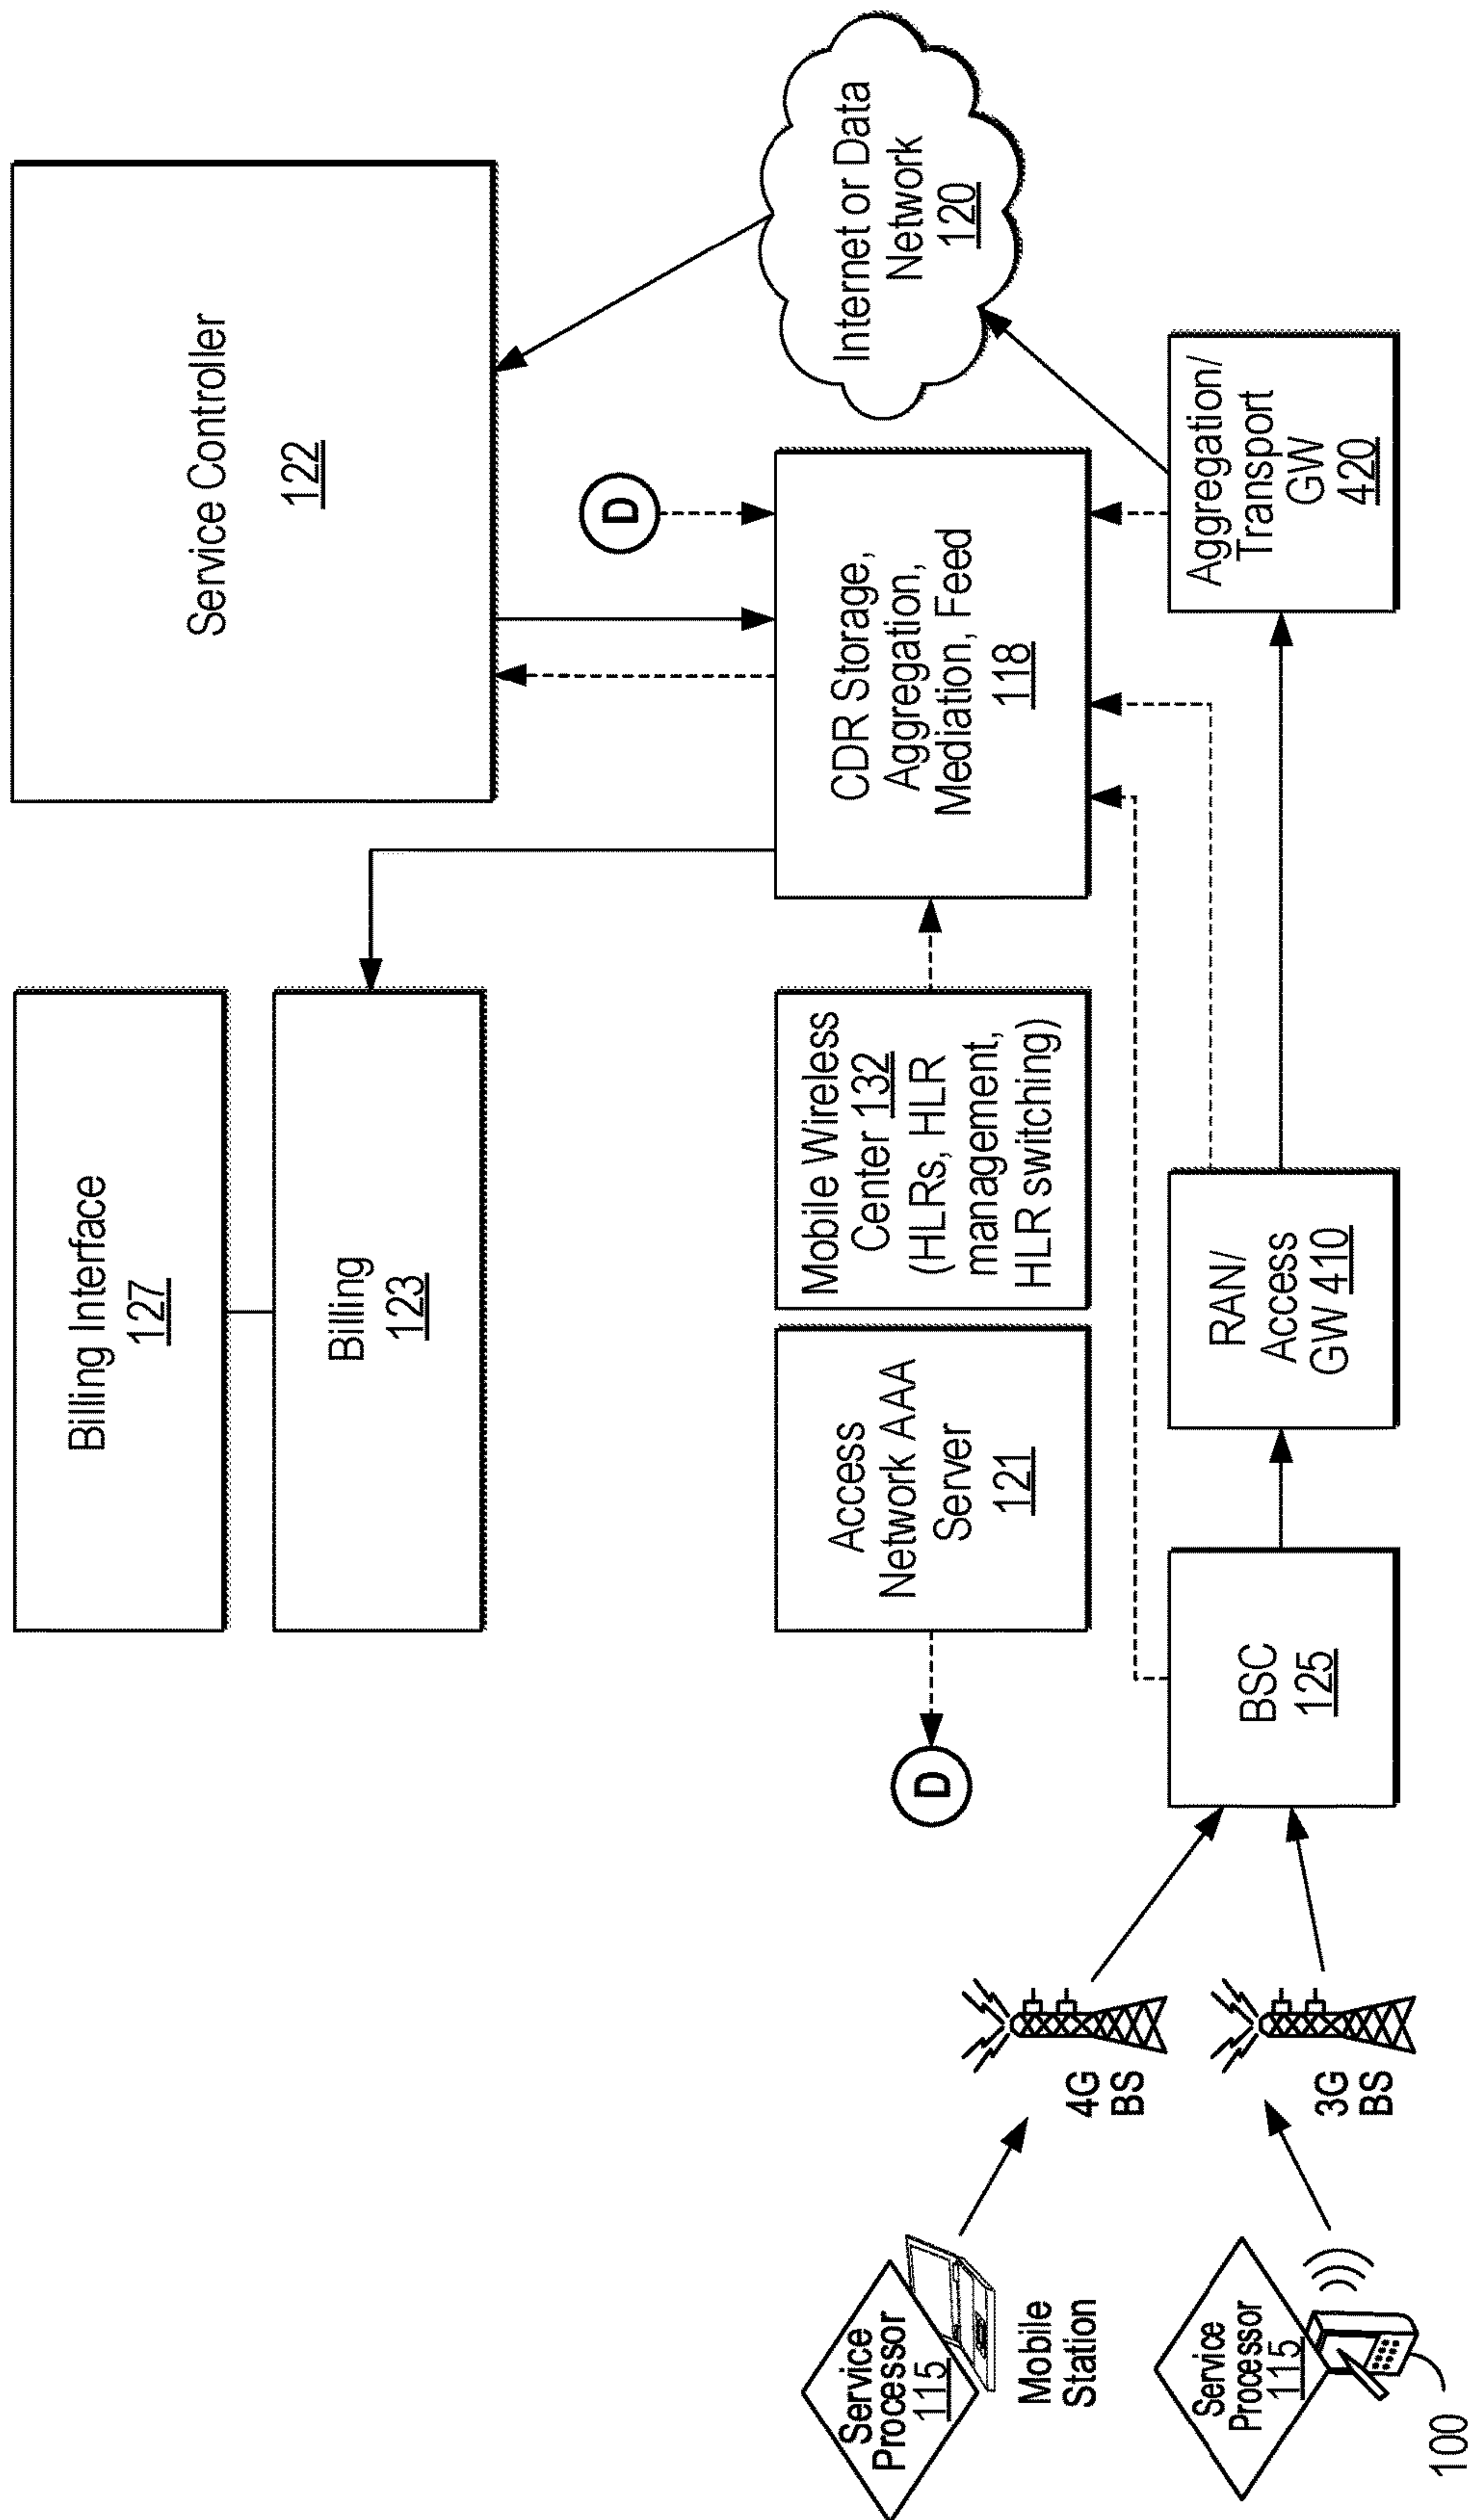 Billing Interface
127
Billing
123
Service Controller
122
D
Access
Network AAA
Server
121
Mobile Wireless
Center 132
(HLRs, HLR
management,
HLR switching)
CDR Storage,
Aggregation,
Mediation, Feed
118
Internet or Data
Network
120
D
Service
Processor
115
Mobile
Station
4G
BS
Service
Processor
115
100
3G
BS
BSC
125
RAN/
Access
GW 410
Aggregation/
Transport
GW
420